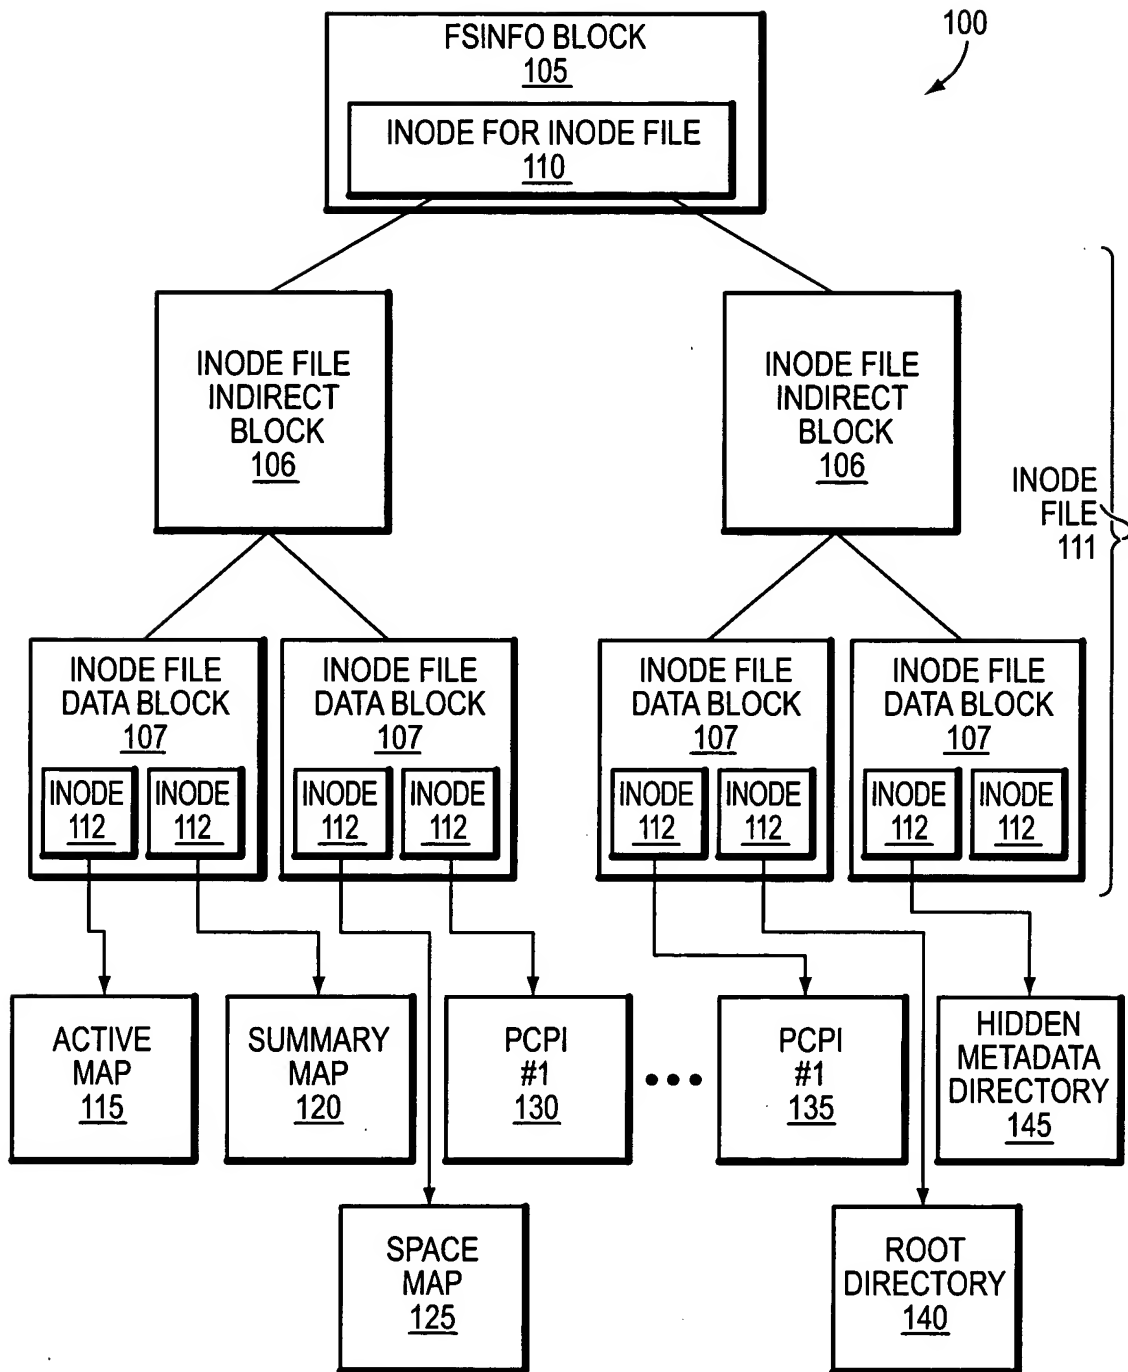 FSINFO BLOCK
105
100
INODE FOR INODE FILE
110
INODE FILE
INDIRECT
BLOCK
106
INODE FILE
INDIRECT
BLOCK
106
INODE
FILE
111
INODE FILE
DATA BLOCK
107
INODE
112
INODE
112
INODE FILE
DATA BLOCK
107
INODE
112
INODE
112
INODE FILE
DATA BLOCK
107
INODE
112
INODE
112
INODE FILE
DATA BLOCK
107
INODE
112
INODE
112
ACTIVE
MAP
115
SUMMARY
MAP
120
PCPI
#1
130
PCPI
#1
135
HIDDEN
METADATA
DIRECTORY
145
SPACE
MAP
125
ROOT
DIRECTORY
140